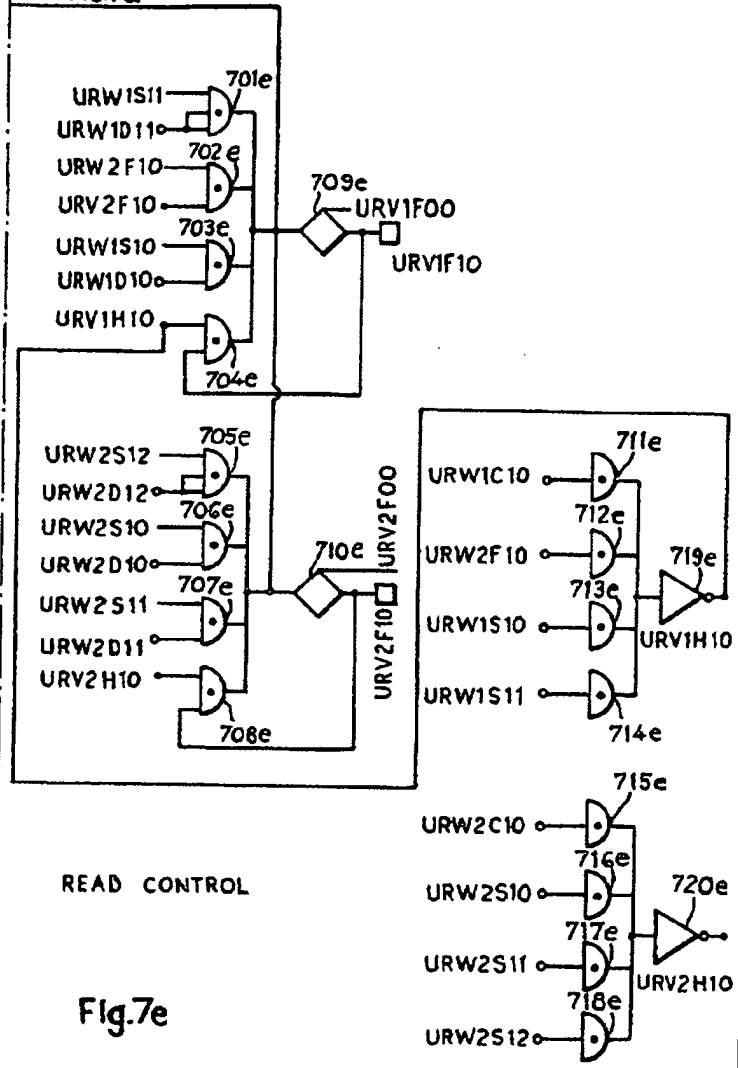 701e
URW1S11
URW1D11
702e
URW2F10
URV2F10
709e
URV1F00
703e
URW1S10
URW1D10
URV1F10
URV1H10
704e
705e
URW2S12
URW2D12
706e
URW2S10
URW2D10
710e
URV2F00
707e
URW2S11
URW2D11
URV2F10
URV2H10
708e
711e
URW1C10
712e
URW2F10
719e
713e
URW1S10
URV1H10
URW1S11
714e
715e
URW2C10
716e
URW2S10
720e
717e
URW2S11
URV2H10
718e
URW2S12
READ CONTROL
Fig.7e